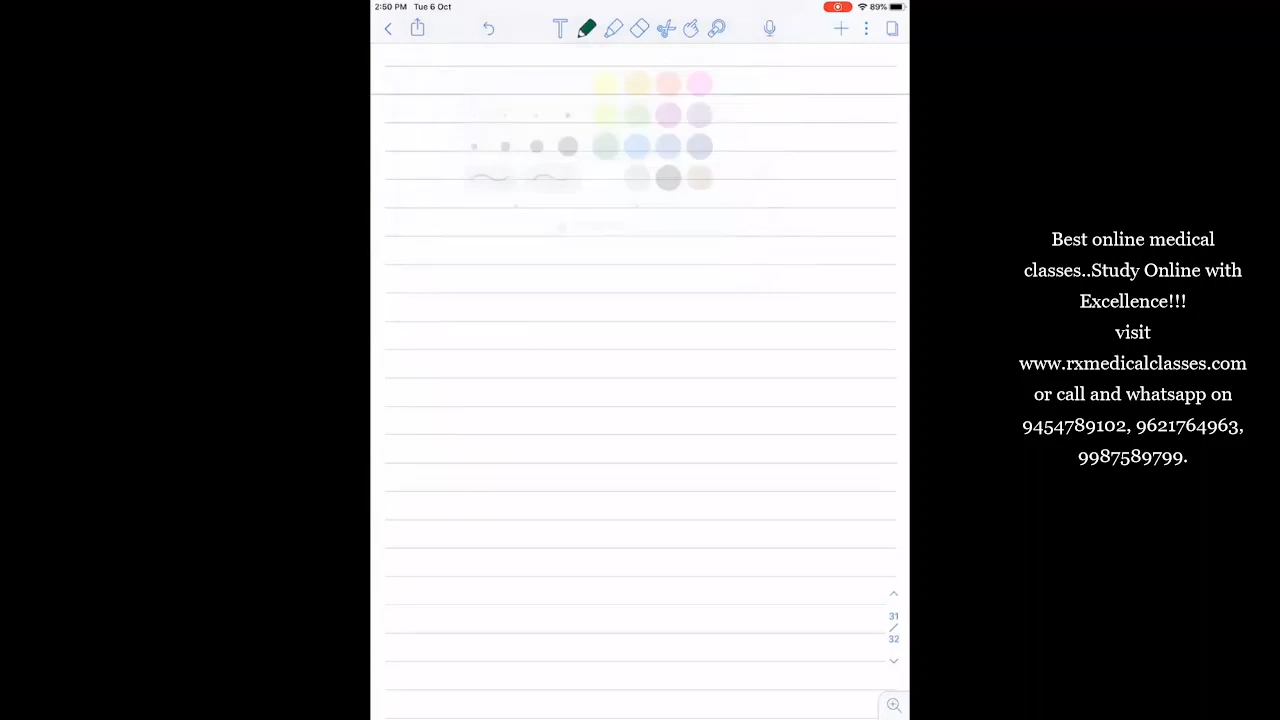 2:50 PM Tue 6 Oct
89%
T
31
32
Best online medical
classes..Study Online with
Excellence!!!
visit
www.rxmedicalclasses.com
or call and whatsapp on
9454789102, 9621764963,
9987589799.